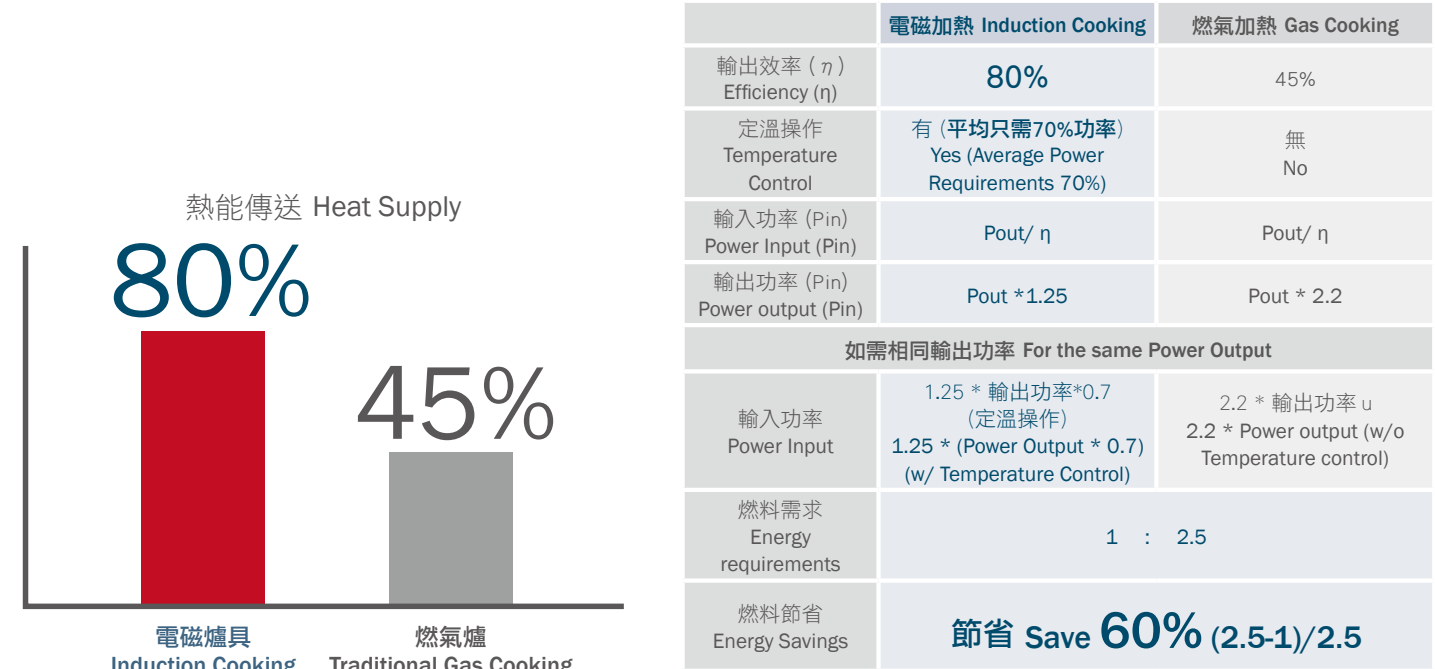 熱能傳送 Heat Supply
80%
45%
電磁爐具
Induction Cooking
燃氣爐
Traditional Gas Cooking
電磁加熱 Induction Cooking
燃氣加熱 Gas Cooking
輸出效率 ( η )
Efficiency (η)
80%
45%
定溫操作
Temperature
Control
有 (平均只需70%功率)
Yes (Average Power
Requirements 70%)
無
No
輸入功率 (Pin)
Power Input (Pin)
Pout/ η
Pout/ η
輸出功率 (Pin)
Power output (Pin)
Pout *1.25
Pout * 2.2
如需相同輸出功率 For the same Power Output
輸入功率
Power Input
1.25 * 輸出功率*0.7
(定溫操作)
1.25 * (Power Output * 0.7)
(w/ Temperature Control)
2.2 * 輸出功率 u
2.2 * Power output (w/o
Temperature control)
燃料需求
Energy
requirements
1 : 2.5
燃料節省
Energy Savings
節省 Save 60% (2.5-1)/2.5